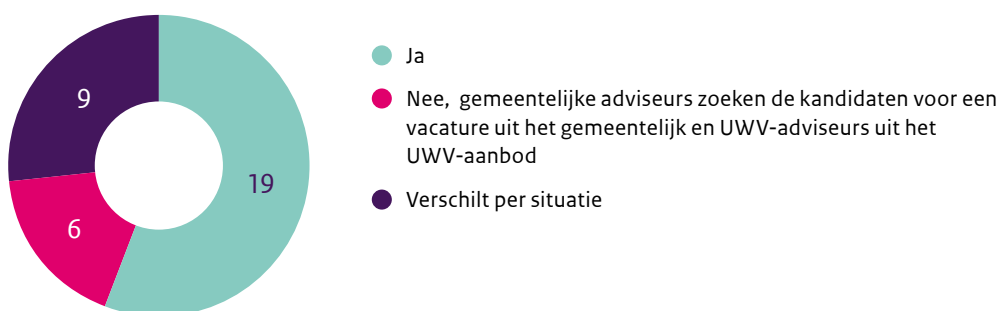 9
19
6
Ja
Nee, gemeentelijke adviseurs zoeken de kandidaten voor een
vacature uit het gemeentelijk en UWV-adviseurs uit het
UWV-aanbod
Verschilt per situatie